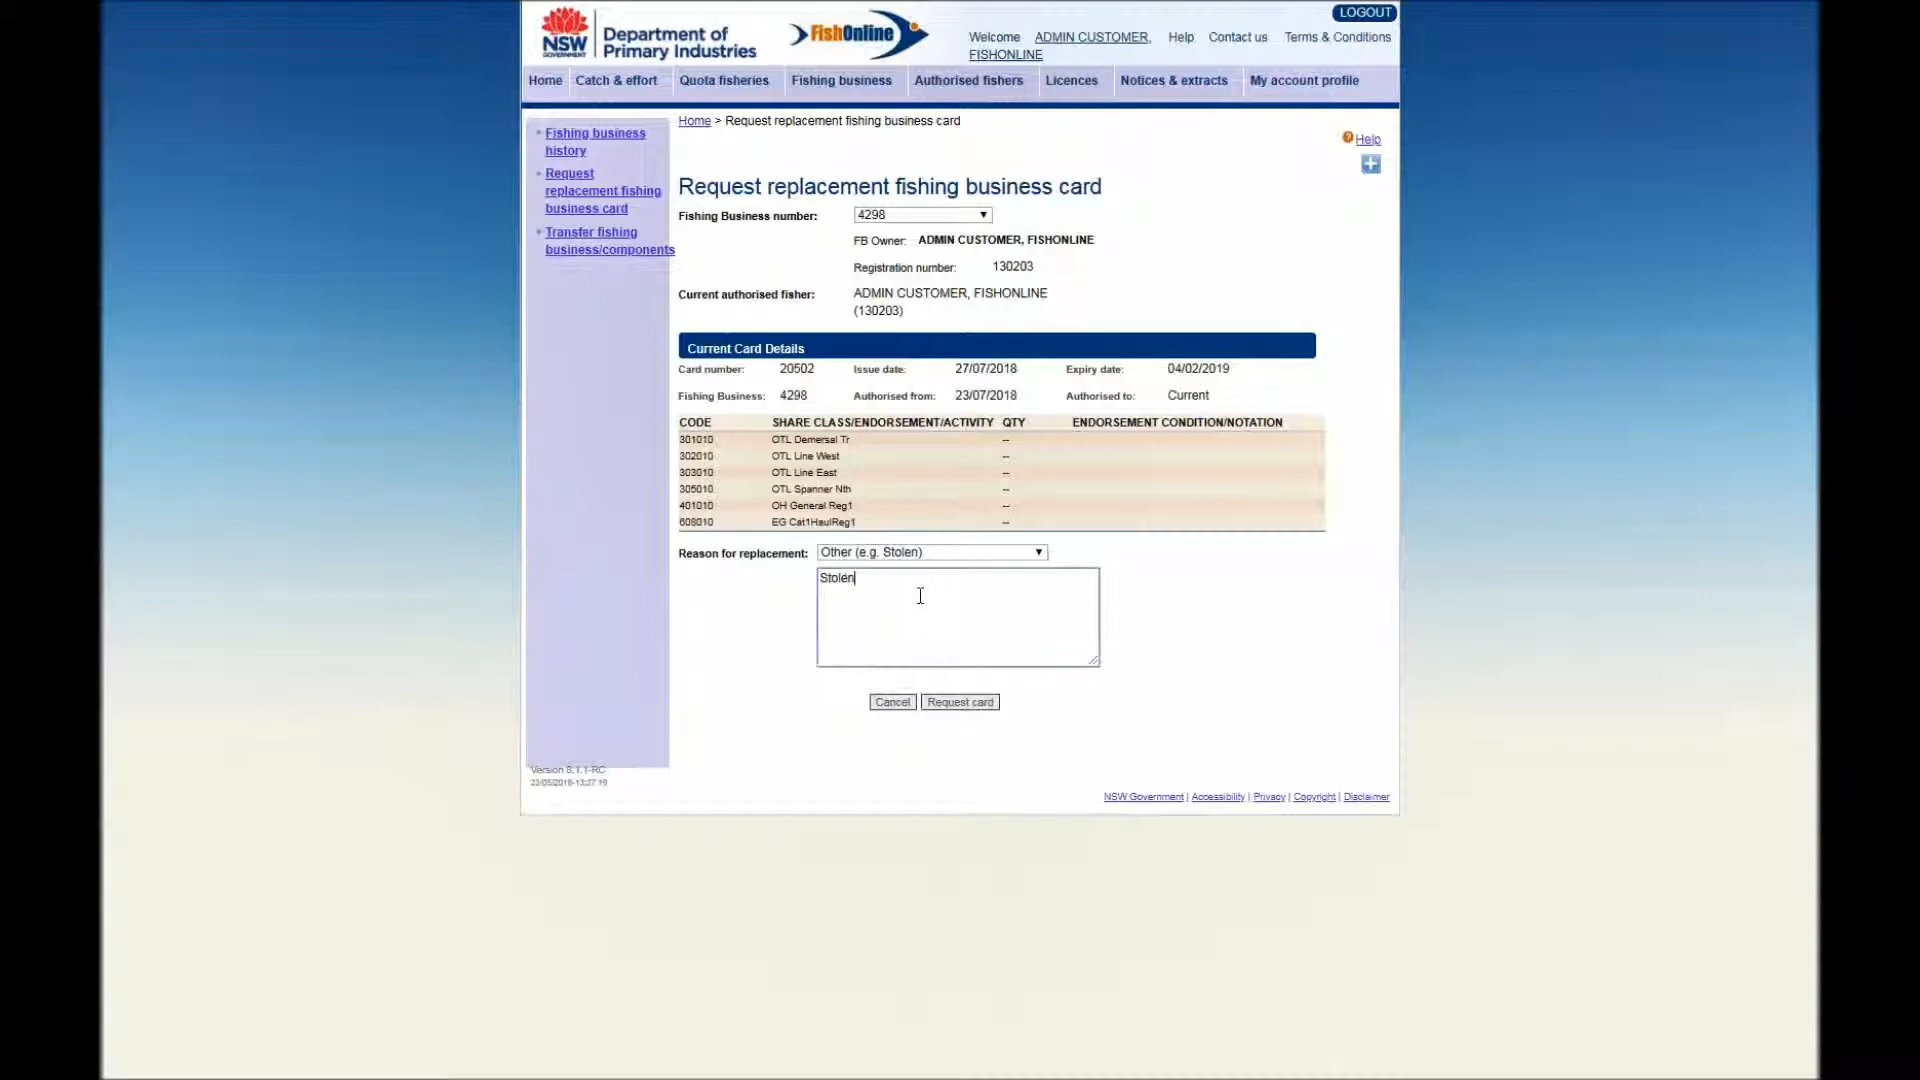 LOGOUT
NSW
GOVERNMENT
Department of
Primary Industries
FishOnline
Welcome ADMIN CUSTOMER, FISHONLINE
Help Contact us Terms & Conditions
Home Catch & effort Quota fisheries Fishing business Authorised fishers Licences Notices & extracts My account profile
Fishing business history
Request replacement fishing business card
Transfer fishing business/components
Home > Request replacement fishing business card
Help
Request replacement fishing business card
Fishing Business number: 4298
FB Owner: ADMIN CUSTOMER, FISHONLINE
Registration number: 130203
Current authorised fisher: ADMIN CUSTOMER, FISHONLINE
(130203)
Current Card Details
Card number: 20502 Issue date: 27/07/2018 Expiry date: 04/02/2019
Fishing Business: 4298 Authorised from: 23/07/2018 Authorised to: Current
CODE SHARE CLASS/ENDORSEMENT/ACTIVITY QTY ENDORSEMENT CONDITION/NOTATION
301010 OTL Demersal Tr --
302010 OTL Line West --
303010 OTL Line East --
305010 OTL Spanner Nth --
401010 OH General Reg1 --
608010 EG Cat1HaulReg1 --
Reason for replacement: Other (e.g. Stolen)
Stolen
Cancel Request card
Version 8.1.1-RC
NSW Government | Accessibility | Privacy | Copyright | Disclaimer